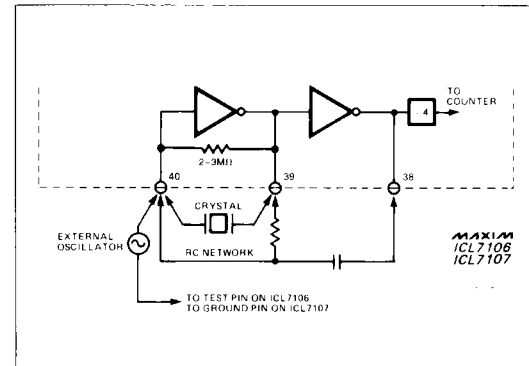 TO
COUNTER
4
2–3MΩ
40
39
38
CRYSTAL
EXTERNAL
OSCILLATOR
RC NETWORK
MAXIM
ICL7106
ICL7107
TO TEST PIN ON ICL7106
TO GROUND PIN ON ICL7107